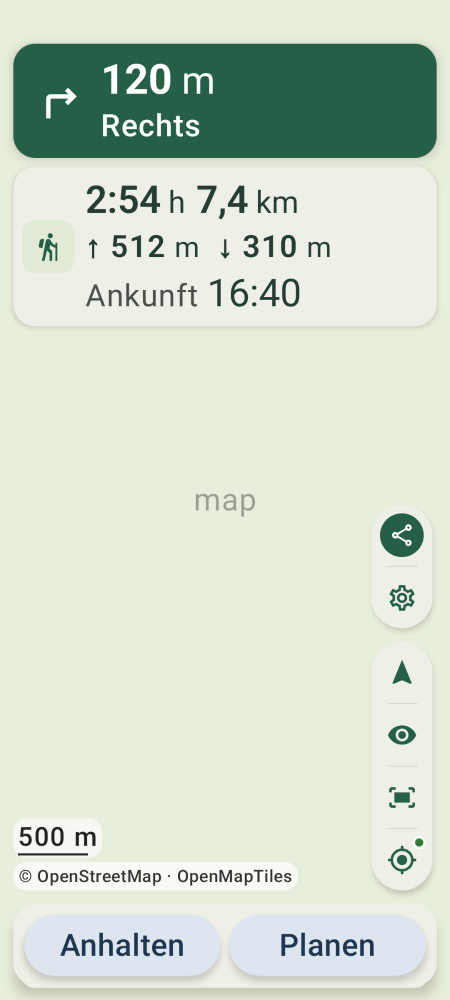 120 m
Rechts
2:54 h 7,4 km
↑ 512 m ↓ 310 m
Ankunft 16:40
map
500 m
© OpenStreetMap · OpenMapTiles
Anhalten
Planen